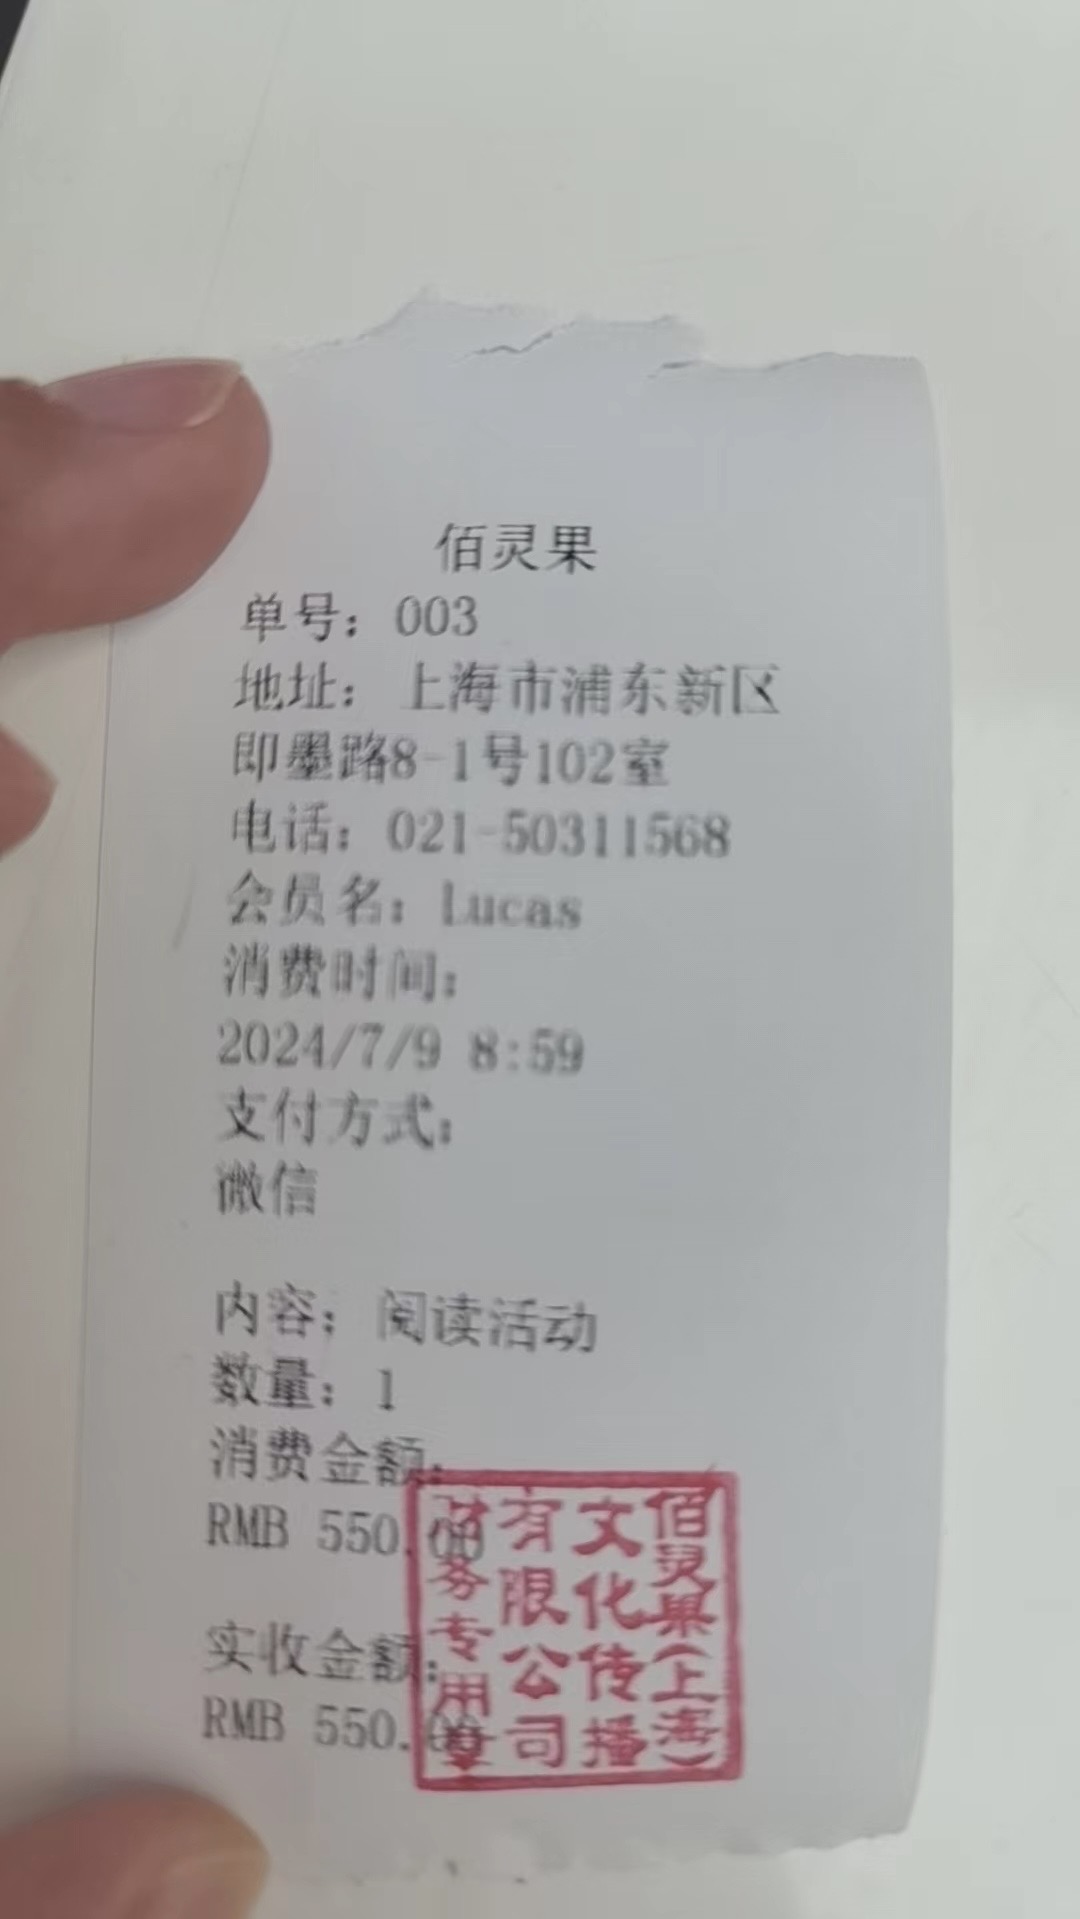 佰灵果
单号：003
地址：上海市浦东新区
即墨路8-1号102室
电话：021-50311568
会员名：Lucas
消费时间：
2024/7/9 8:59
支付方式：
微信
内容：阅读活动
数量：1
消费金额：
RMB 550.00
实收金额：
RMB 550.00
佰灵果（上海）
文化传播
有限公司
财务专用章